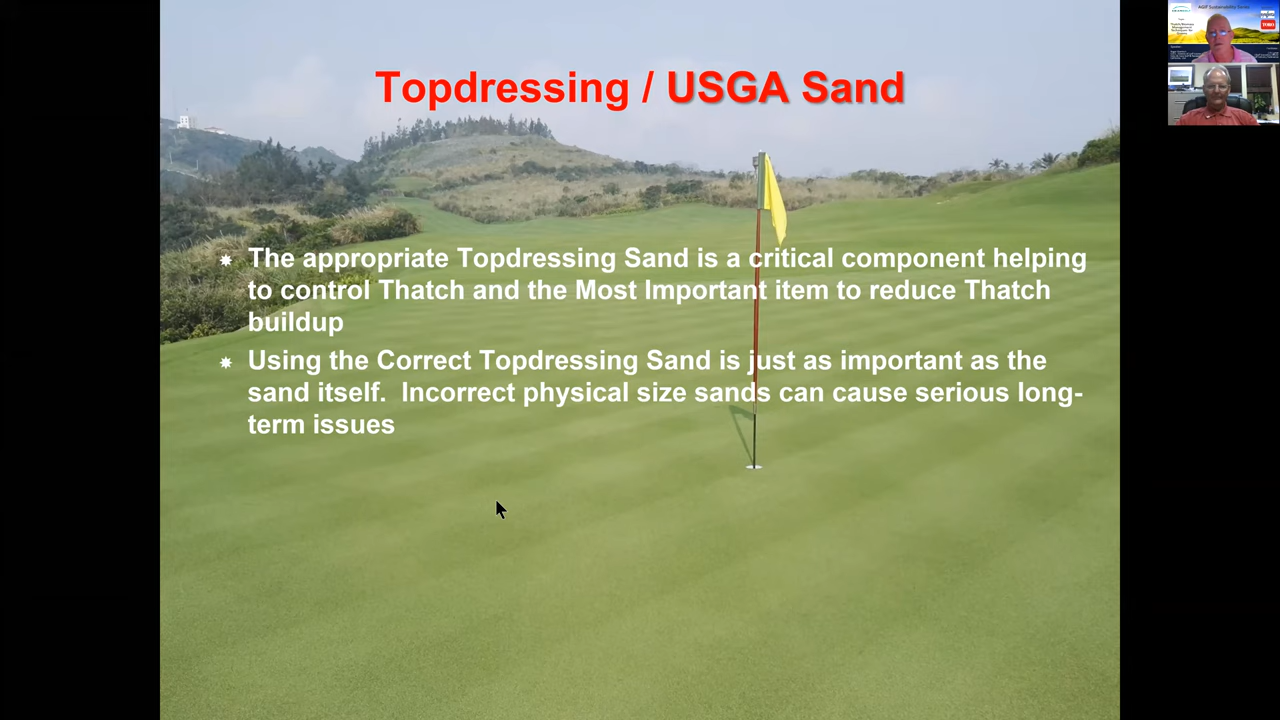 Topdressing / USGA Sand
The appropriate Topdressing Sand is a critical component helping
to control Thatch and the Most Important item to reduce Thatch
buildup
Using the Correct Topdressing Sand is just as important as the
sand itself.  Incorrect physical size sands can cause serious long-
term issues
TORO